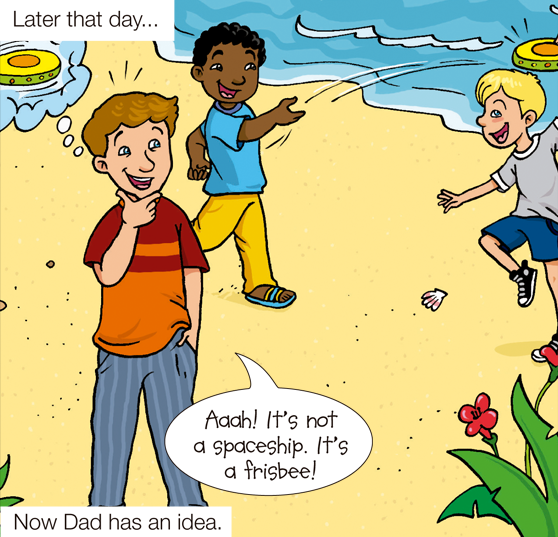 Later that day...
Aaah! It's not
a spaceship. It's
a frisbee!
Now Dad has an idea.